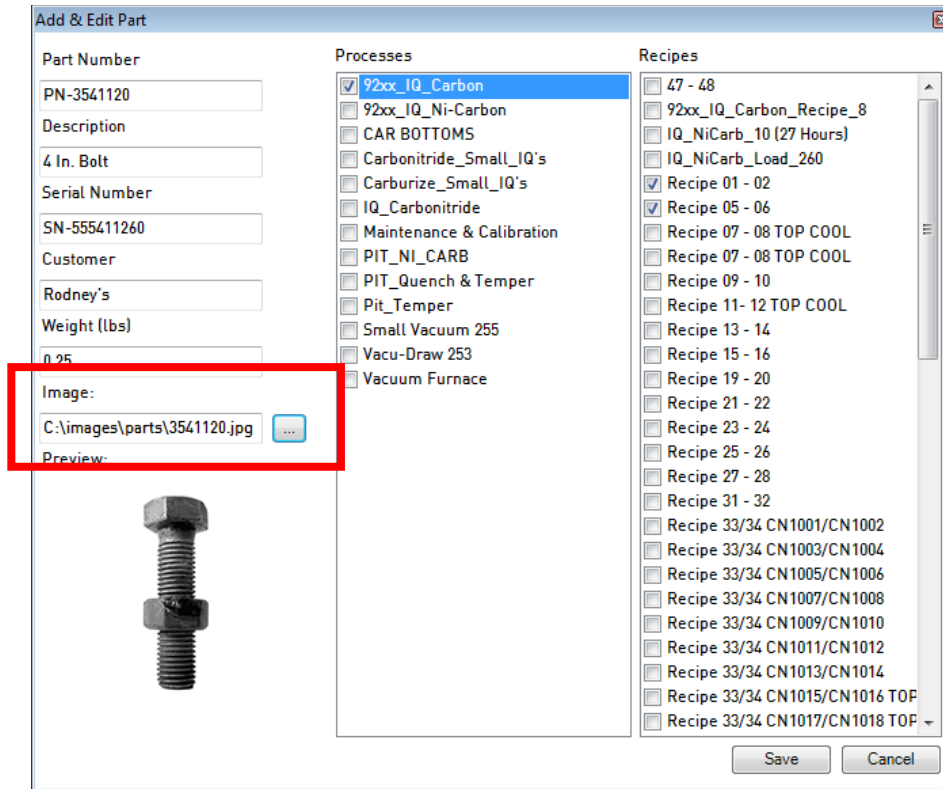 Add & Edit Part
Part Number
PN-3541120
Description
4 In. Bolt
Serial Number
SN-555411260
Customer
Rodney's
Weight (lbs)
0.25
Image:
C:\images\parts\3541120.jpg
...
Preview:
Processes
92xx_IQ_Carbon
92xx_IQ_Ni-Carbon
CAR BOTTOMS
Carbonitride_Small_IQ's
Carburize_Small_IQ's
IQ_Carbonitride
Maintenance & Calibration
PIT_NI_CARB
PIT_Quench & Temper
Pit_Temper
Small Vacuum 255
Vacu-Draw 253
Vacuum Furnace
Recipes
47 - 48
92xx_IQ_Carbon_Recipe_8
IQ_NiCarb_10 (27 Hours)
IQ_NiCarb_Load_260
Recipe 01 - 02
Recipe 05 - 06
Recipe 07 - 08 TOP COOL
Recipe 07 - 08 TOP COOL
Recipe 09 - 10
Recipe 11- 12 TOP COOL
Recipe 13 - 14
Recipe 15 - 16
Recipe 19 - 20
Recipe 21 - 22
Recipe 23 - 24
Recipe 25 - 26
Recipe 27 - 28
Recipe 31 - 32
Recipe 33/34 CN1001/CN1002
Recipe 33/34 CN1003/CN1004
Recipe 33/34 CN1005/CN1006
Recipe 33/34 CN1007/CN1008
Recipe 33/34 CN1009/CN1010
Recipe 33/34 CN1011/CN1012
Recipe 33/34 CN1013/CN1014
Recipe 33/34 CN1015/CN1016 TOP
Recipe 33/34 CN1017/CN1018 TOP
Save
Cancel